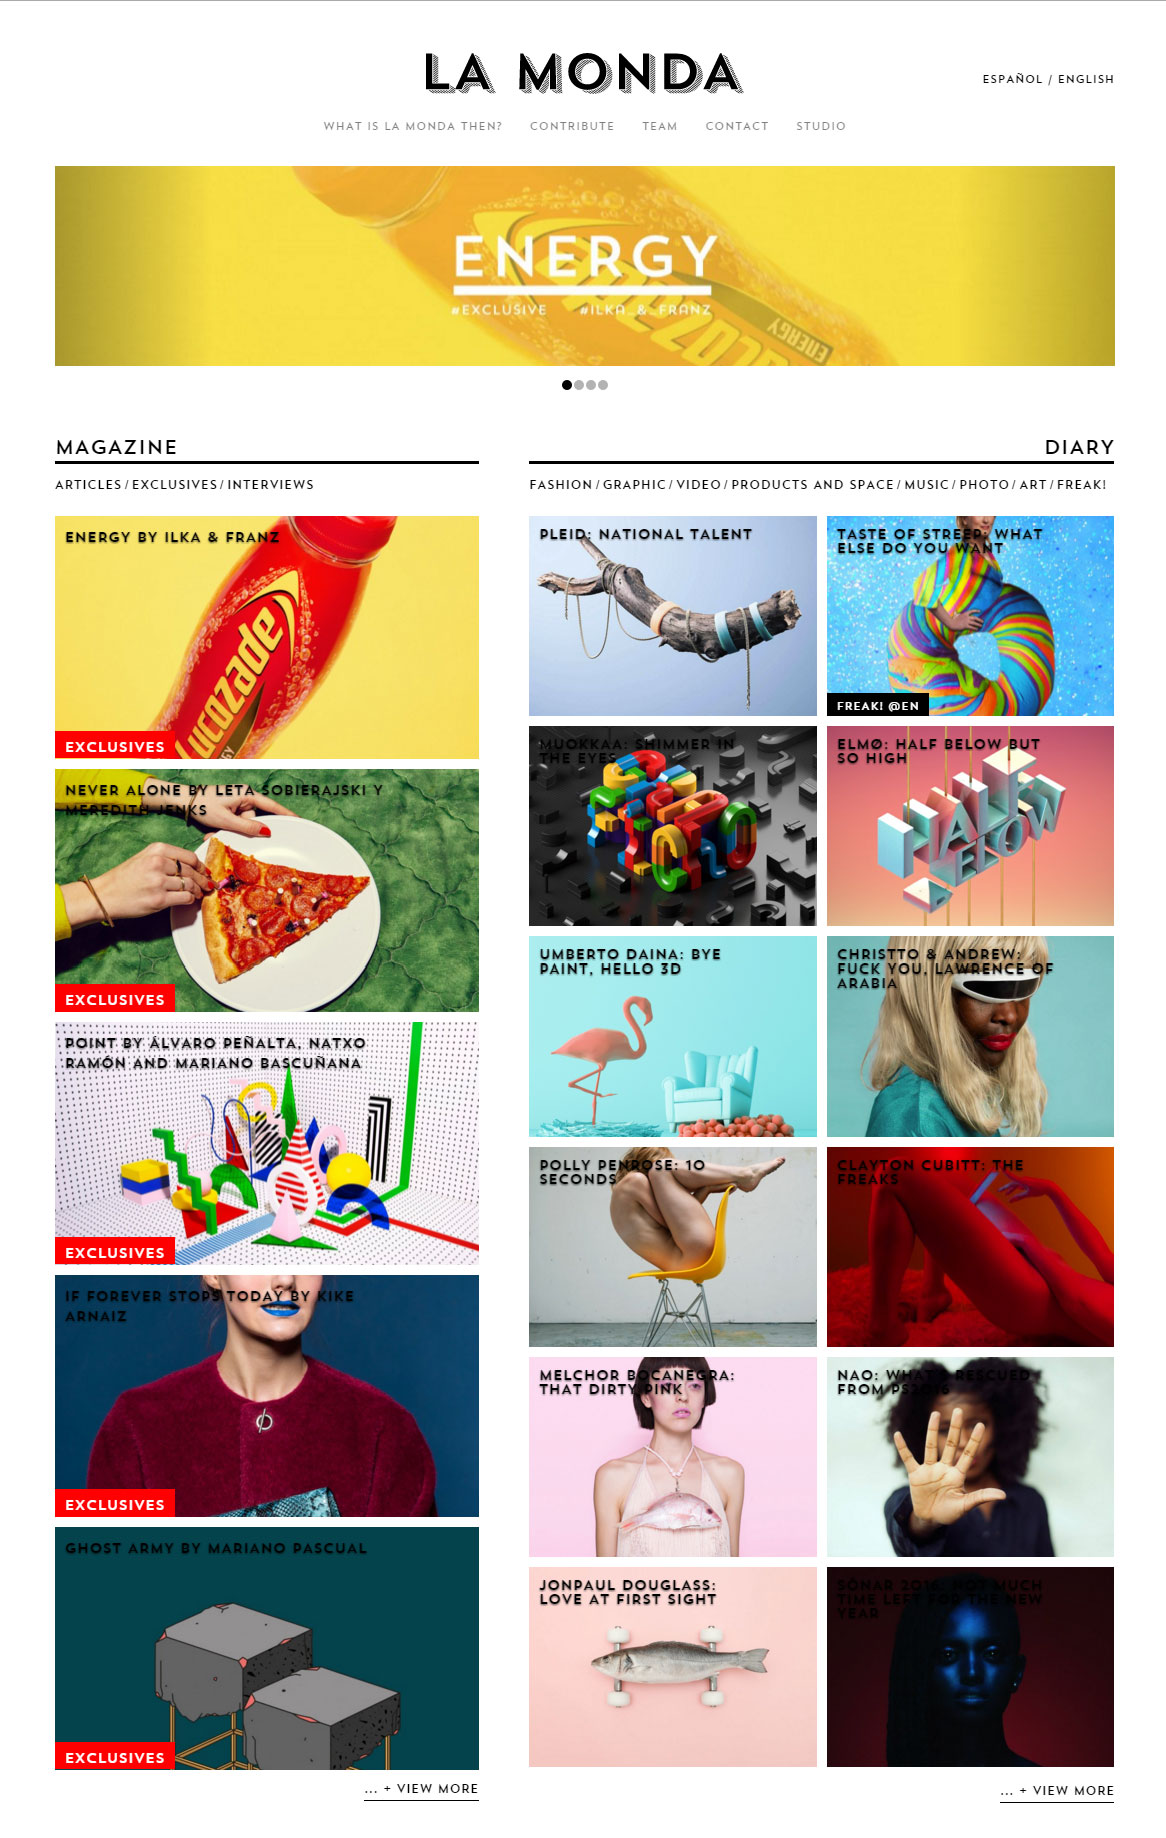 LA MONDA
ESPAÑOL / ENGLISH
WHAT IS LA MONDA THEN? CONTRIBUTE TEAM CONTACT STUDIO
ENERGY
#EXCLUSIVE #ILKA_&_FRANZ
ENERGY
MAGAZINE
ARTICLES / EXCLUSIVES / INTERVIEWS
ENERGY BY ILKA & FRANZ
Lucozade
EXCLUSIVES
NEVER ALONE BY LETA SOBIERAJSKI Y
MEREDITH JENKS
EXCLUSIVES
POINT BY ÁLVARO PEÑALTA, NATXO
RAMÓN AND MARIANO BASCUÑANA
EXCLUSIVES
IF FOREVER STOPS TODAY BY KIKE
ARNAIZ
EXCLUSIVES
GHOST ARMY BY MARIANO PASCUAL
EXCLUSIVES
... + VIEW MORE
DIARY
FASHION / GRAPHIC / VIDEO / PRODUCTS AND SPACE / MUSIC / PHOTO / ART / FREAK!
PLEID: NATIONAL TALENT
TASTE OF STREEP: WHAT
ELSE DO YOU WANT
FREAK! @EN
MUOKKAA: SHIMMER IN
THE EYES
ELMØ: HALF BELOW BUT
SO HIGH
HALF
BELOW
UMBERTO DAINA: BYE
PAINT, HELLO 3D
CHRISTTO & ANDREW:
FUCK YOU, LAWRENCE OF
ARABIA
POLLY PENROSE: 10
SECONDS
CLAYTON CUBITT: THE
FREAKS
MELCHOR BOCANEGRA:
THAT DIRTY PINK
NAO: WHAT I RESCUED
FROM PS2016
JONPAUL DOUGLASS:
LOVE AT FIRST SIGHT
SÓNAR 2016: NOT MUCH
TIME LEFT FOR THE NEW
YEAR
... + VIEW MORE